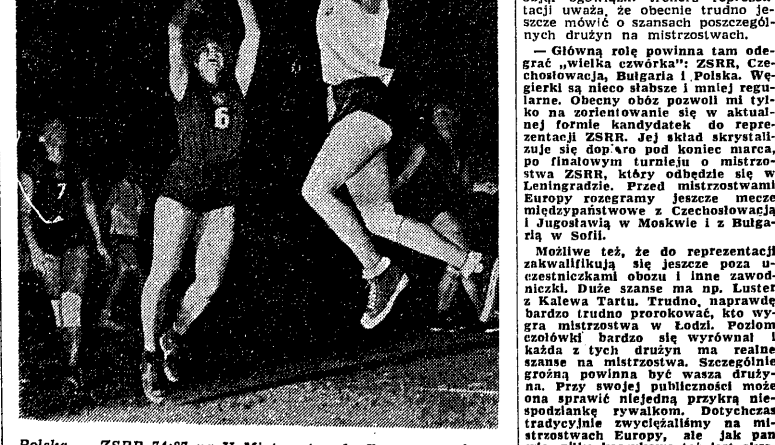 tacji uważa, że obecnie trudno je-
szcze mówić o szansach poszczegól-
nych drużyn na mistrzostwach.
— Główną rolę powinna tam ode-
grać „wielka czwórka": ZSRR, Cze-
chosłowacja, Bułgaria i Polska. Wę-
gierki są nieco słabsze i mniej regu-
larne. Obecny obóz pozwoli mi tyl-
ko na zorientowanie się w aktual-
nej formie kandydatek do repre-
zentacji ZSRR. Jej skład skrystali-
zuje się dopiero pod koniec marca,
po finałowym turnieju o mistrzo-
stwa ZSRR, który odbędzie się w
Leningradzie. Przed mistrzostwami
Europy rozegramy jeszcze mecze
międzypaństwowe z Czechosłowacją
i Jugosławią w Moskwie i z Bułga-
rią w Sofii.
Możliwe też, że do reprezentacji
zakwalifikują się jeszcze poza u-
czestniczkami obozu i inne zawod-
niczki. Duże szanse ma np. Luster
z Kalewa Tartu. Trudno, naprawdę
bardzo trudno prorokować, kto wy-
gra mistrzostwa w Łodzi. Poziom
czołówki bardzo się wyrównał i
każda z tych drużyn ma realne
szanse na mistrzostwa. Szczególnie
groźną powinna być wasza druży-
na. Przy swojej publiczności może
ona sprawić niejedną przykrą nie-
spodziankę rywalkom. Dotychczas
tradycyjnie zwyciężaliśmy na mi-
strzostwach Europy, ale jak pan
6
7
Polska — ZSRR